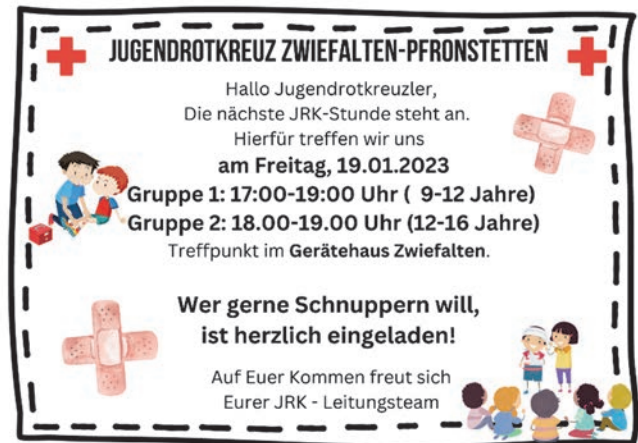 JUGENDROTKREUZ ZWIEFALTEN-PFRONSTETTEN
Hallo Jugendrotkreuzler,
Die nächste JRK-Stunde steht an.
Hierfür treffen wir uns
am Freitag, 19.01.2023
Gruppe 1: 17:00-19:00 Uhr ( 9-12 Jahre)
Gruppe 2: 18.00-19.00 Uhr (12-16 Jahre)
Treffpunkt im Gerätehaus Zwiefalten.
Wer gerne Schnuppern will,
ist herzlich eingeladen!
Auf Euer Kommen freut sich
Eurer JRK - Leitungsteam